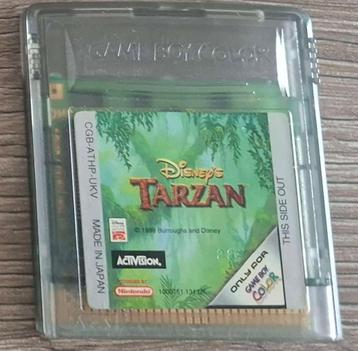 GAME BOY COLOR
CGB-ATHP-UKV
MADE IN JAPAN
Disney's
TARZAN
© 1999 Burroughs and Disney
ACTIVISION.
Nintendo
THIS SIDE OUT
ONLY FOR
GAME BOY
COLOR